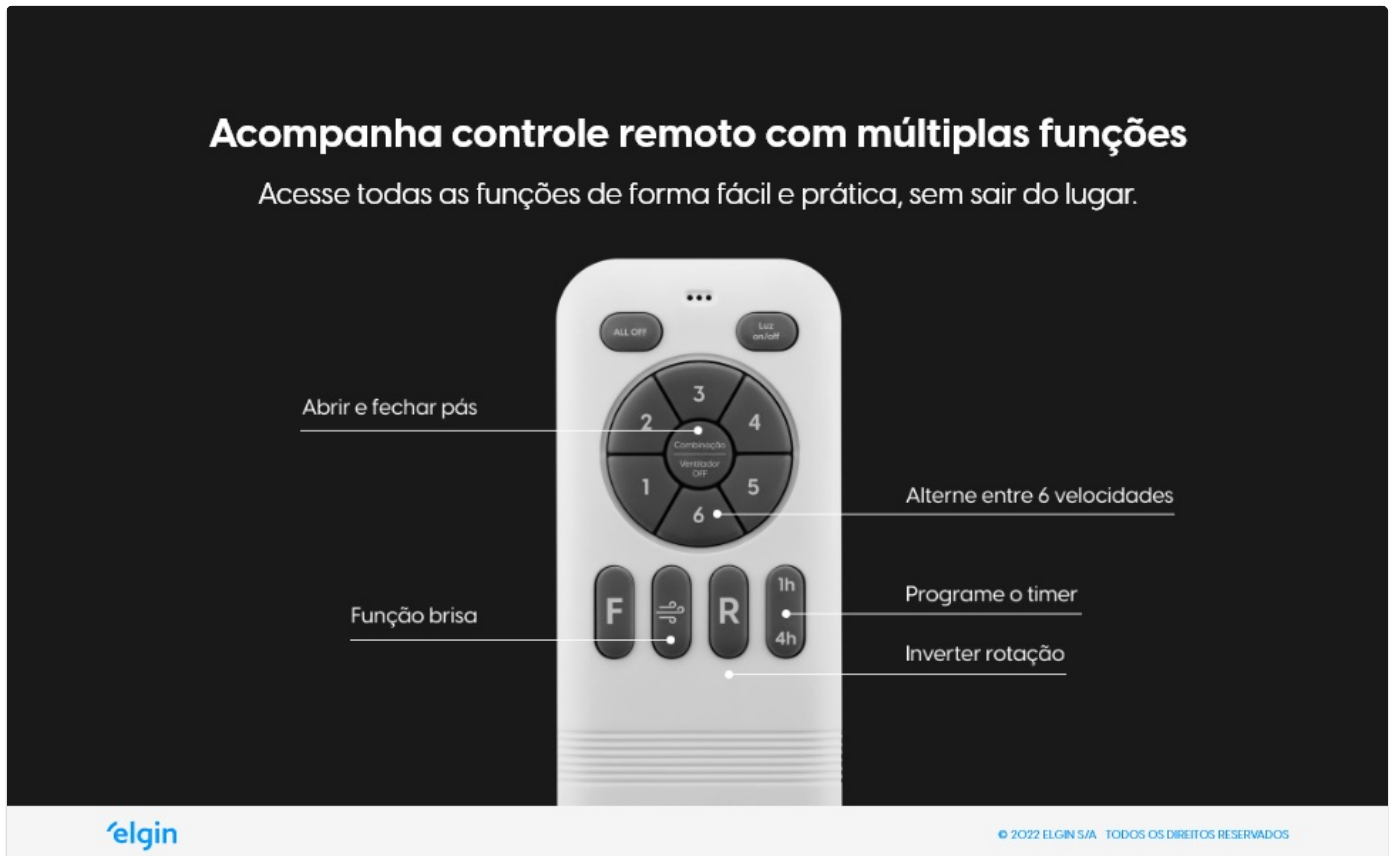 Acompanha controle remoto com múltiplas funções
Acesse todas as funções de forma fácil e prática, sem sair do lugar.
ALL OFF
Luz
on/off
3
2
4
Combinação
Ventilador
OFF
1
5
6
Abrir e fechar pás
Alterne entre 6 velocidades
F
R
1h
4h
Função brisa
Programe o timer
Inverter rotação
elgin
© 2022 ELGIN S/A TODOS OS DIREITOS RESERVADOS